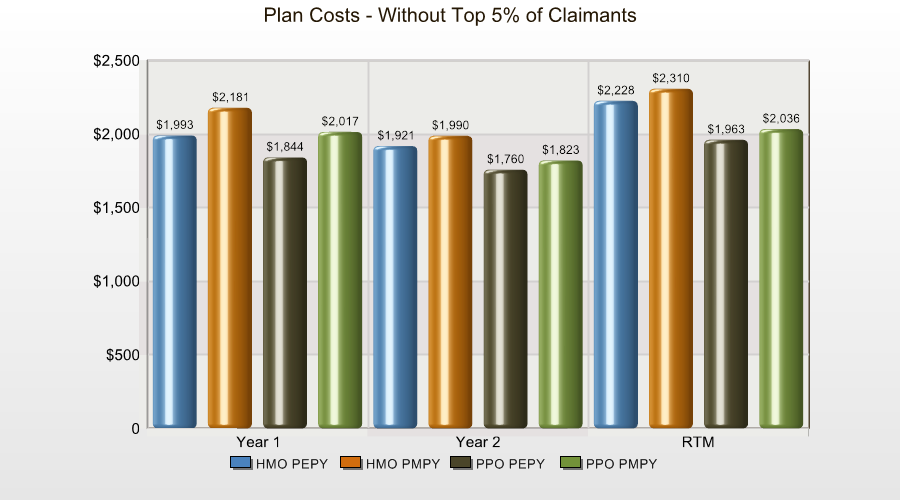 Plan Costs - Without Top 5% of Claimants
$2,500
$2,000
$1,500
$1,000
$500
0
$1,993
$2,181
$1,844
$2,017
$1,921
$1,990
$1,760
$1,823
$2,228
$2,310
$1,963
$2,036
Year 1
Year 2
RTM
HMO PEPY
HMO PMPY
PPO PEPY
PPO PMPY